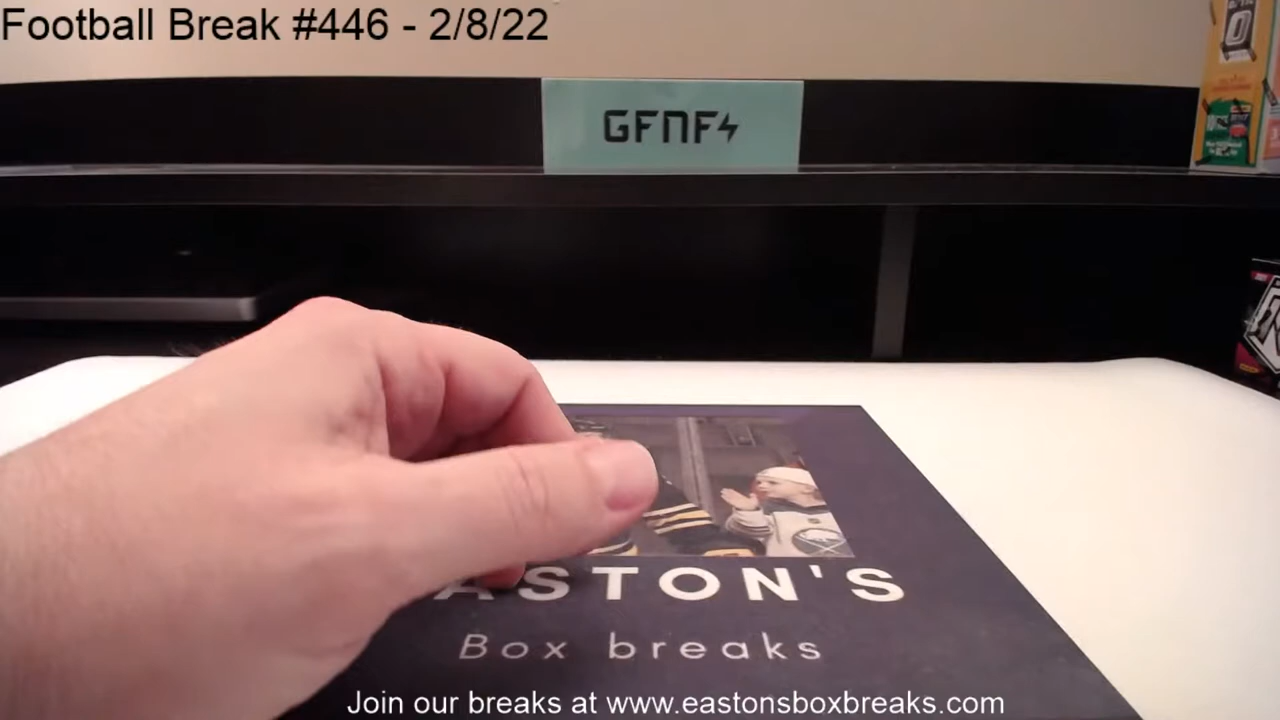 Football Break #446 - 2/8/22
GFNF
ASTON'S
Box breaks
Join our breaks at www.eastonsboxbreaks.com